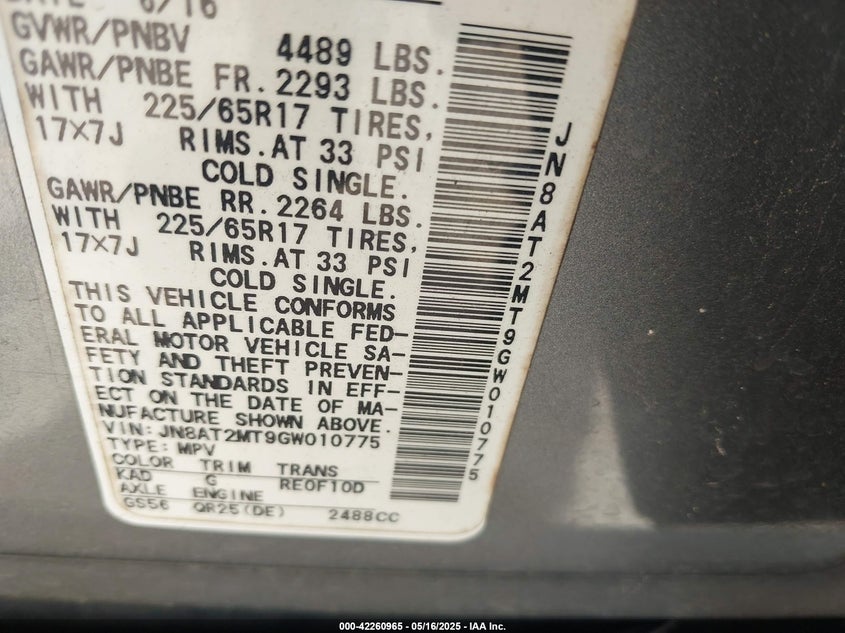 DATE 6/16
GVWR/PNBV 4489 LBS.
GAWR/PNBE FR. 2293 LBS.
WITH 225/65R17 TIRES,
17X7J RIMS.AT 33 PSI
COLD SINGLE.
GAWR/PNBE RR. 2264 LBS.
WITH 225/65R17 TIRES,
17X7J RIMS.AT 33 PSI
COLD SINGLE.
THIS VEHICLE CONFORMS
TO ALL APPLICABLE FED-
ERAL MOTOR VEHICLE SA-
FETY AND THEFT PREVEN-
TION STANDARDS IN EFF-
ECT ON THE DATE OF MA-
NUFACTURE SHOWN ABOVE.
VIN: JN8AT2MT9GW010775
TYPE: MPV
COLOR TRIM TRANS
KAD G RE0F10D
AXLE ENGINE
GS56 QR25(DE) 2488CC
JN8AT2MT9GW010775
000-42260965 - 05/16/2025 - IAA Inc.